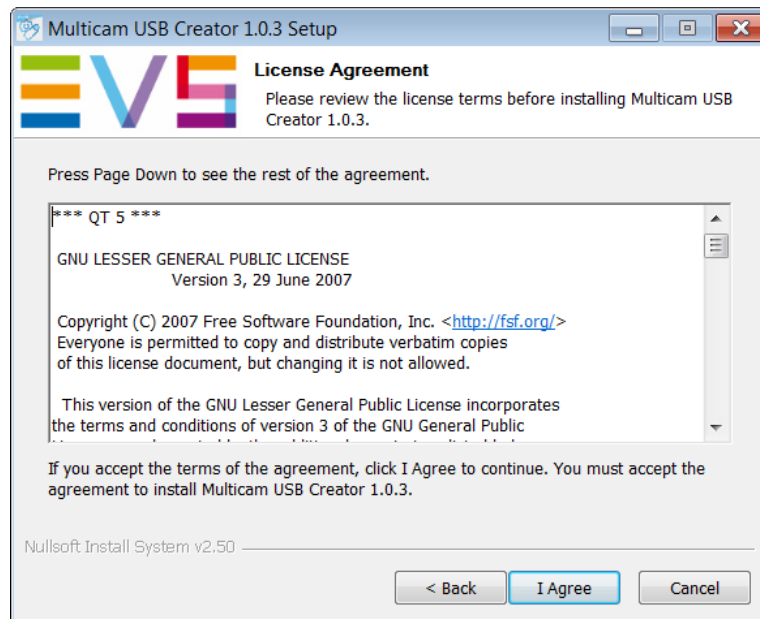 Multicam USB Creator 1.0.3 Setup
EVS
License Agreement
Please review the license terms before installing Multicam USB
Creator 1.0.3.
Press Page Down to see the rest of the agreement.
*** QT 5 ***
GNU LESSER GENERAL PUBLIC LICENSE
Version 3, 29 June 2007
Copyright (C) 2007 Free Software Foundation, Inc. <http://fsf.org/>
Everyone is permitted to copy and distribute verbatim copies
of this license document, but changing it is not allowed.
This version of the GNU Lesser General Public License incorporates
the terms and conditions of version 3 of the GNU General Public
If you accept the terms of the agreement, click I Agree to continue. You must accept the
agreement to install Multicam USB Creator 1.0.3.
Nullsoft Install System v2.50
< Back
I Agree
Cancel